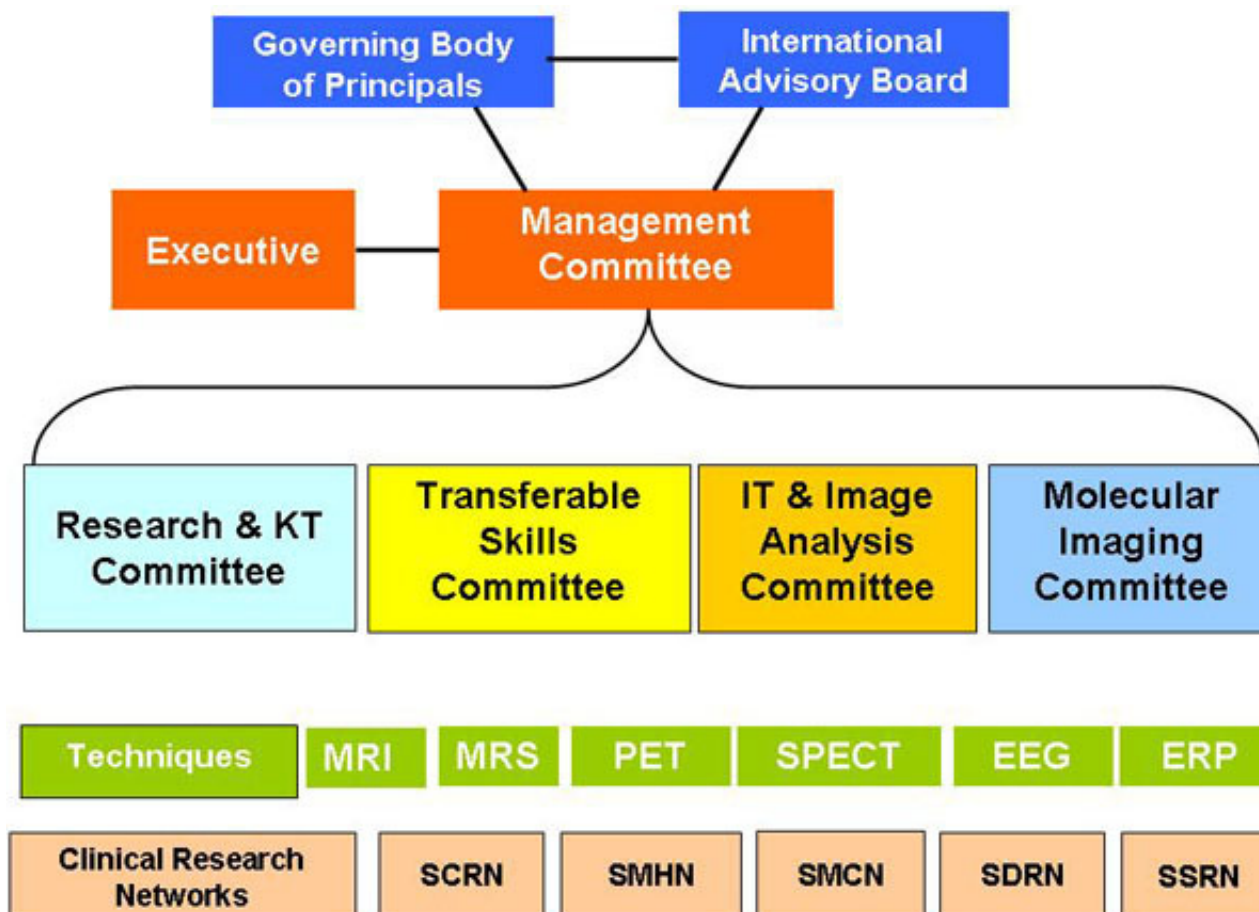 Governing Body
of Principals
International
Advisory Board
Executive
Management
Committee
Research & KT
Committee
Transferable
Skills
Committee
IT & Image
Analysis
Committee
Molecular
Imaging
Committee
Techniques
MRI
MRS
PET
SPECT
EEG
ERP
Clinical Research
Networks
SCRN
SMHN
SMCN
SDRN
SSRN